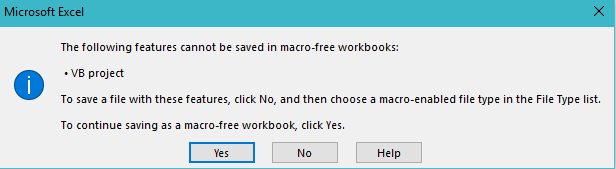 Microsoft Excel
The following features cannot be saved in macro-free workbooks:
• VB project
To save a file with these features, click No, and then choose a macro-enabled file type in the File Type list.
To continue saving as a macro-free workbook, click Yes.
Yes No Help